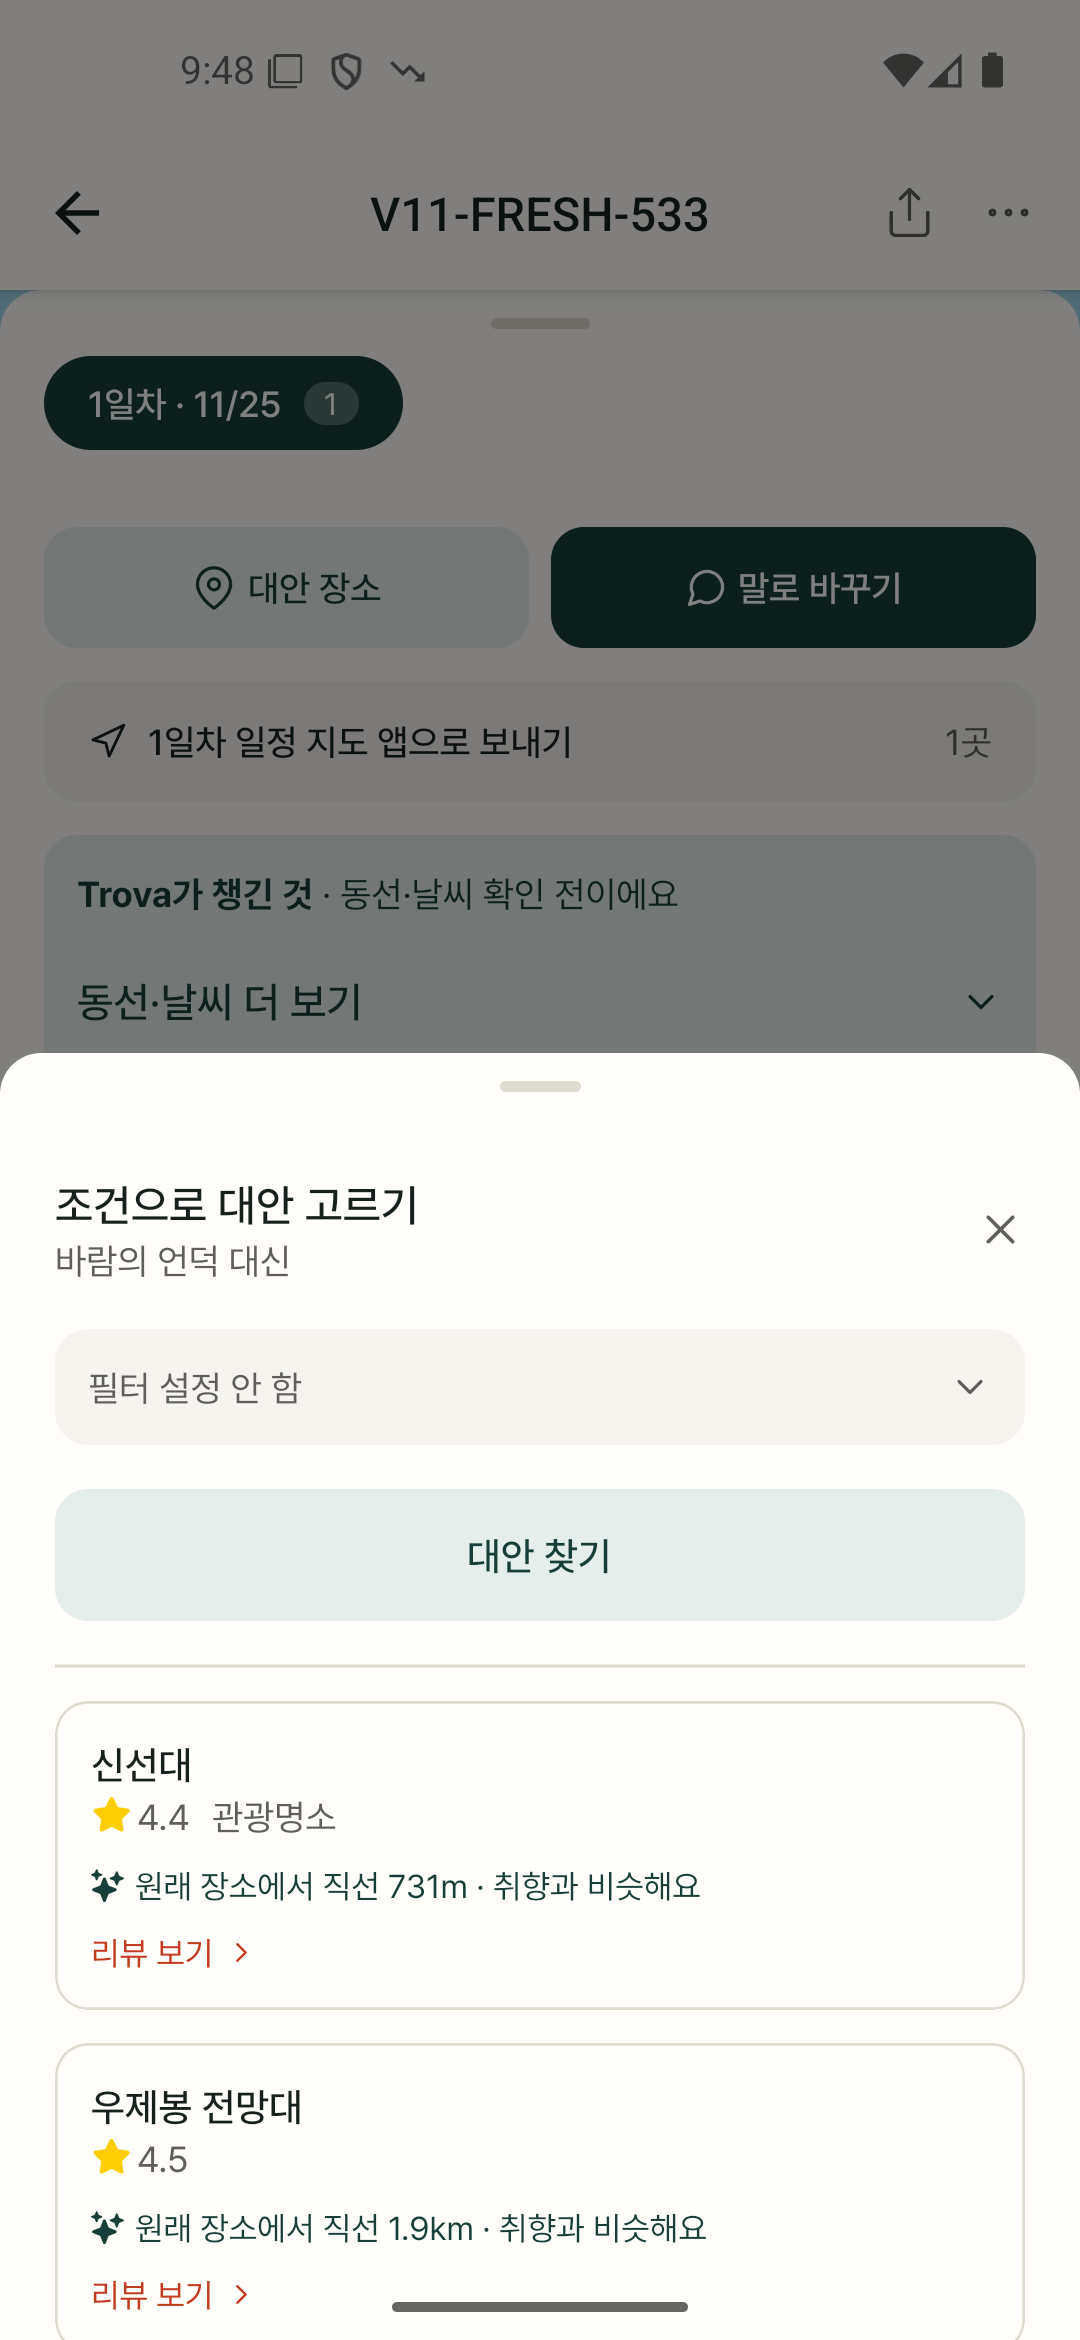 9:48
V11-FRESH-533
1일차 · 11/25 1
대안 장소
말로 바꾸기
1일차 일정 지도 앱으로 보내기 1곳
Trova가 챙긴 것 · 동선·날씨 확인 전이에요
동선·날씨 더 보기
조건으로 대안 고르기
바람의 언덕 대신
필터 설정 안 함
대안 찾기
신선대
4.4 관광명소
원래 장소에서 직선 731m · 취향과 비슷해요
리뷰 보기
우제봉 전망대
4.5
원래 장소에서 직선 1.9km · 취향과 비슷해요
리뷰 보기